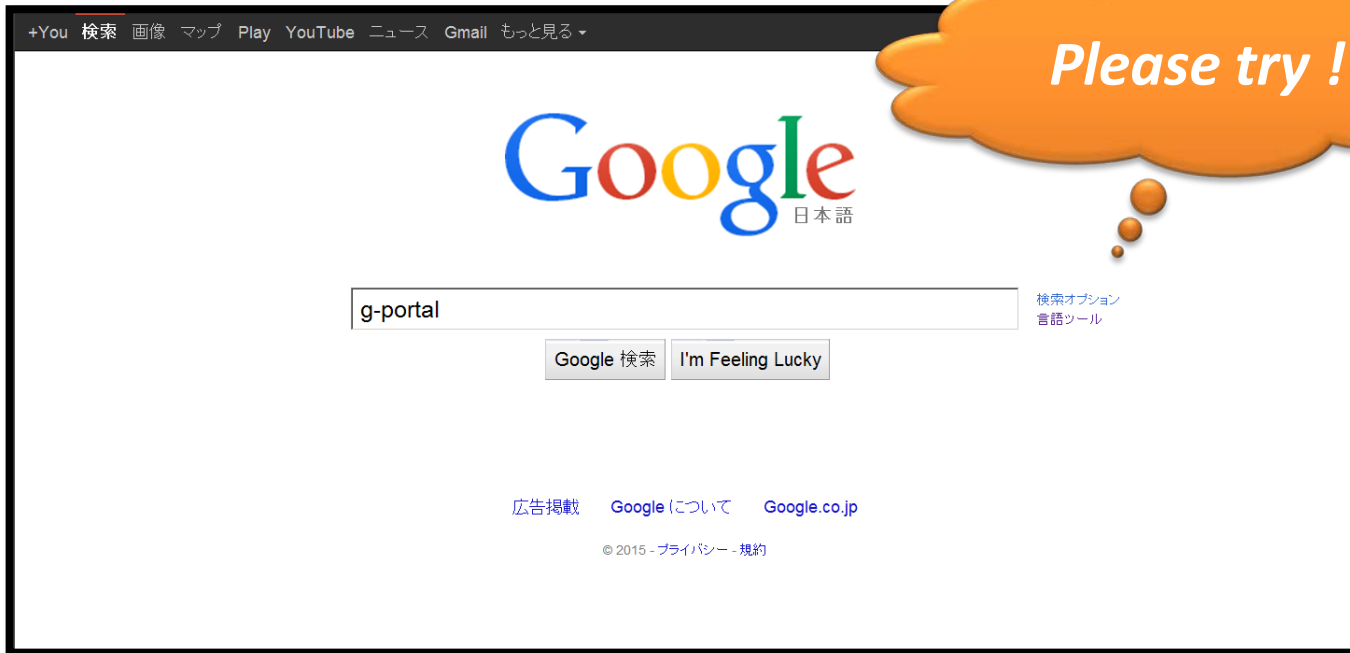 +You 検索 画像 マップ Play YouTube ニュース Gmail もっと見る
Please try !
Google
日本語
g-portal
検索オプション
言語ツール
Google 検索 I'm Feeling Lucky
広告掲載 Google について Google.co.jp
© 2015 - プライバシー - 規約